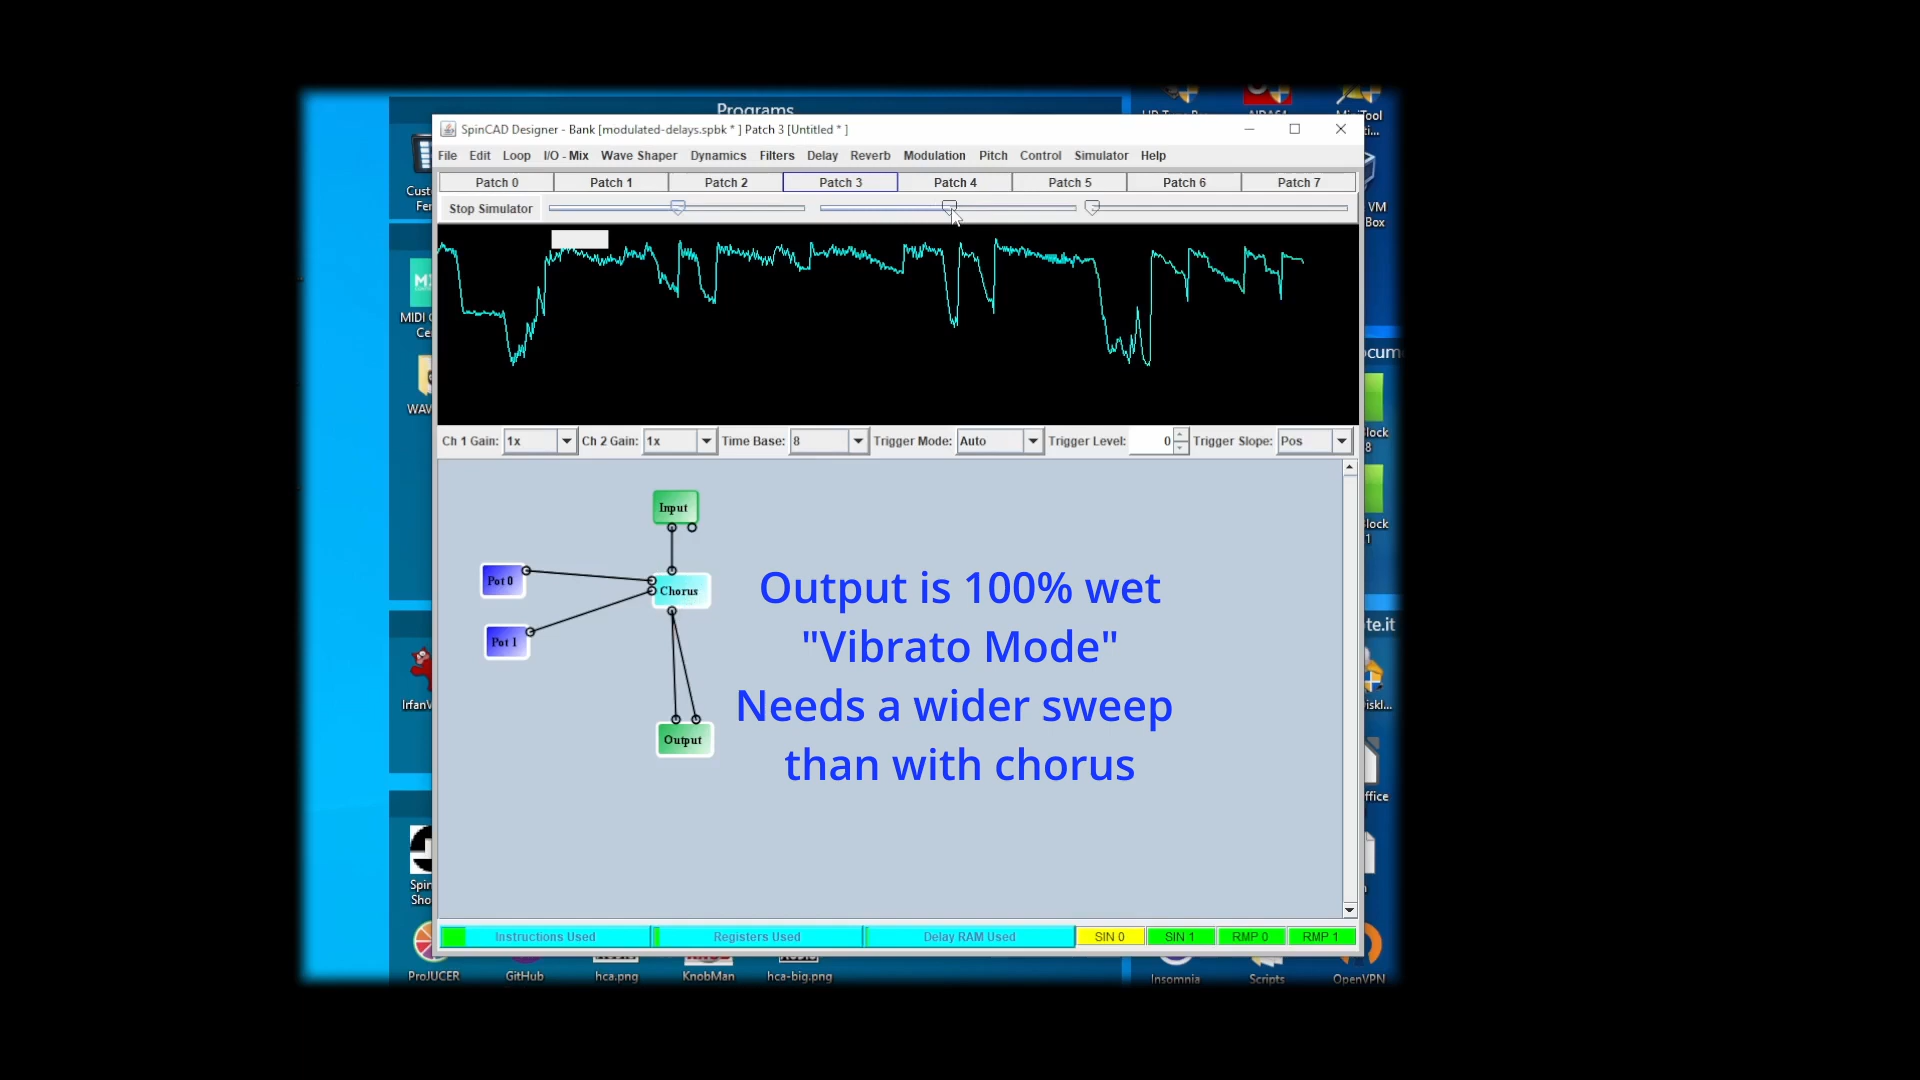 Programs
SpinCAD Designer - Bank [modulated-delays.spbk * ] Patch 3 [Untitled * ]
File Edit Loop I/O - Mix Wave Shaper Dynamics Filters Delay Reverb Modulation Pitch Control Simulator Help
Patch 0 Patch 1 Patch 2 Patch 3 Patch 4 Patch 5 Patch 6 Patch 7
Stop Simulator
Ch 1 Gain: 1x Ch 2 Gain: 1x Time Base: 8 Trigger Mode: Auto Trigger Level: 0 Trigger Slope: Pos
Input
Pot 0
Chorus
Pot 1
Output
Output is 100% wet
"Vibrato Mode"
Needs a wider sweep
than with chorus
Instructions Used Registers Used Delay RAM Used SIN 0 SIN 1 RMP 0 RMP 1
ProJUCER GitHub hca.png KnobMan hca-big.png Insomnia Scripts OpenVPN
VM
Box
MIDI